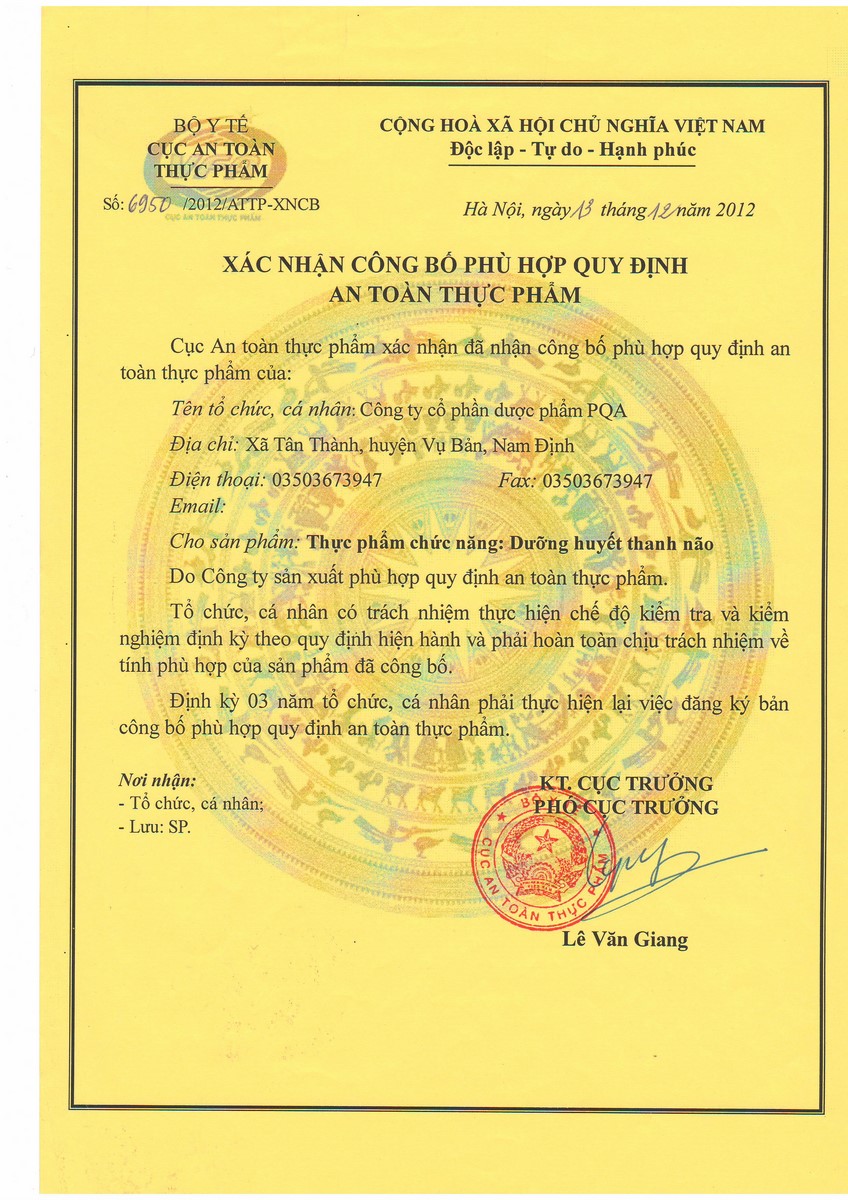 BỘ Y TẾ
CỤC AN TOÀN
THỰC PHẨM
Số: 6950 /2012/ATTP-XNCB
CỤC AN TOÀN THỰC PHẨM
CỘNG HOÀ XÃ HỘI CHỦ NGHĨA VIỆT NAM
Độc lập - Tự do - Hạnh phúc
Hà Nội, ngày 13 tháng 12 năm 2012
XÁC NHẬN CÔNG BỐ PHÙ HỢP QUY ĐỊNH
AN TOÀN THỰC PHẨM
Cục An toàn thực phẩm xác nhận đã nhận công bố phù hợp quy định an
toàn thực phẩm của:
Tên tổ chức, cá nhân: Công ty cổ phần dược phẩm PQA
Địa chỉ: Xã Tân Thành, huyện Vụ Bản, Nam Định
Điện thoại: 03503673947 Fax: 03503673947
Email:
Cho sản phẩm: Thực phẩm chức năng: Dưỡng huyết thanh não
Do Công ty sản xuất phù hợp quy định an toàn thực phẩm.
Tổ chức, cá nhân có trách nhiệm thực hiện chế độ kiểm tra và kiểm
nghiệm định kỳ theo quy định hiện hành và phải hoàn toàn chịu trách nhiệm về
tính phù hợp của sản phẩm đã công bố.
Định kỳ 03 năm tổ chức, cá nhân phải thực hiện lại việc đăng ký bản
công bố phù hợp quy định an toàn thực phẩm.
Nơi nhận:
- Tổ chức, cá nhân;
- Lưu: SP.
KT. CỤC TRƯỞNG
PHÓ CỤC TRƯỞNG
BỘ Y TẾ
CỤC AN TOÀN THỰC PHẨM
Lê Văn Giang